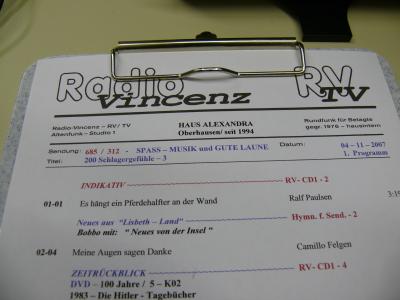 Radio RV
Vincenz TV
Radio-Vincenz – RV / TV HAUS ALEXANDRA Rundfunk für Betagte
Altenfunk – Studio 1 Oberhausen/ seit 1994 gegr. 1976 – hausintern
Sendung: 685 / 312 - SPASS – MUSIK und GUTE LAUNE Datum: 04 – 11 – 2007
Titel: 200 Schlagergefühle – 3 1. Programm
INDIKATIV RV- CD1 - 2
01-01 Es hängt ein Pferdehalfter an der Wand Ralf Paulsen 3:19
Neues aus "Lisbeth – Land" Hymn. f. Send. - 2
Bobbo mit: " Neues von der Insel "
02-04 Meine Augen sagen Danke Camillo Felgen
ZEITRÜCKBLICK RV- CD1 - 4
DVD – 100 Jahre / 5 – K02
1983 – Die Hitler - Tagebücher